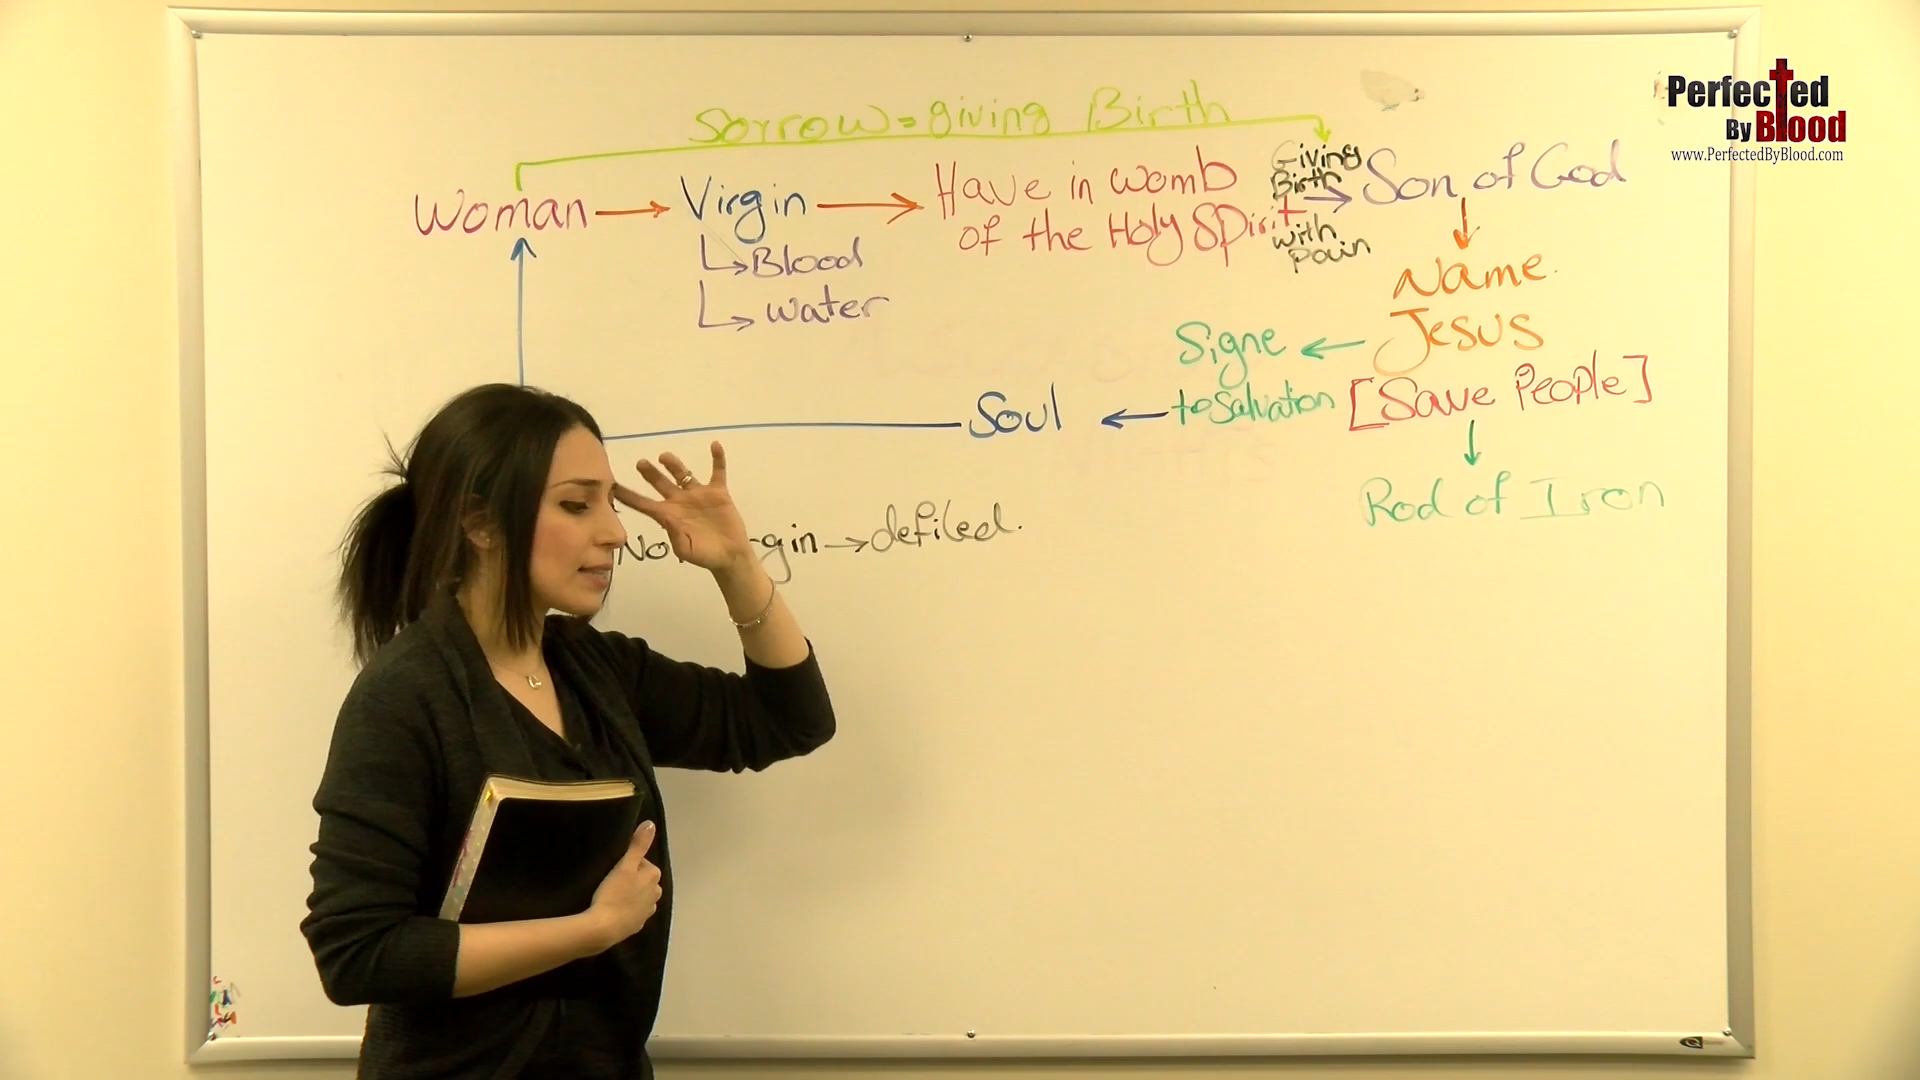 Perfected
By Blood
www.PerfectedByBlood.com
Sorrow = giving Birth
Woman → Virgin → Have in womb
of the Holy Spirit
Giving
Birth
with
Pain
→ Son of God
↳ Blood
↳ water
Name
Jesus
Signe ←
to Salvation
[Save People]
Soul ←
Rod of Iron
→ defiled.